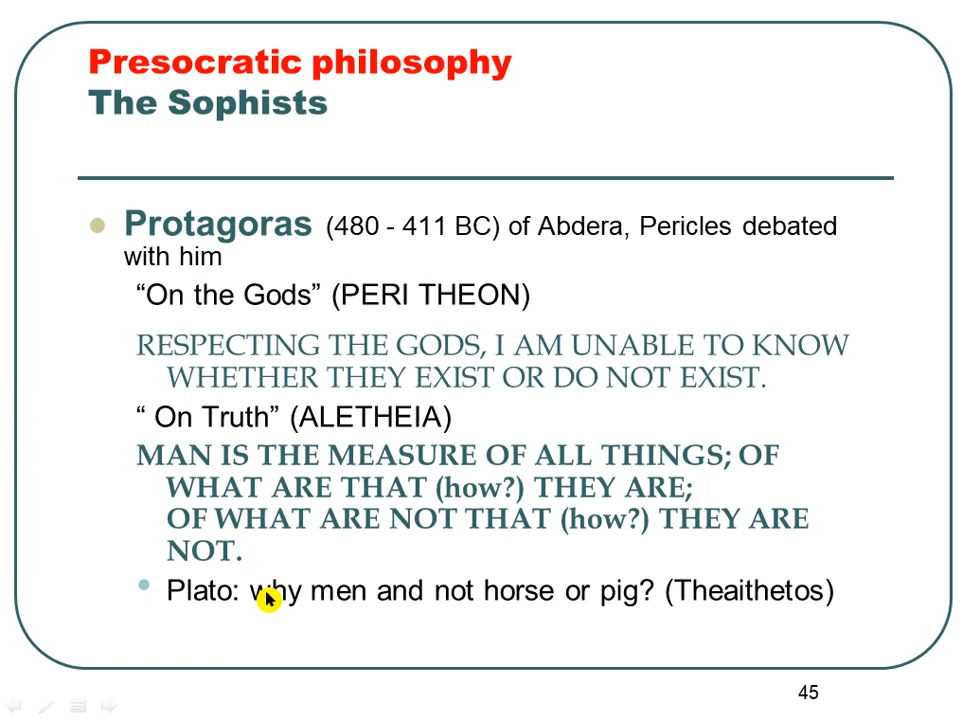 Presocratic philosophy
The Sophists
Protagoras (480 - 411 BC) of Abdera, Pericles debated
with him
“On the Gods” (PERI THEON)
RESPECTING THE GODS, I AM UNABLE TO KNOW
WHETHER THEY EXIST OR DO NOT EXIST.
“ On Truth” (ALETHEIA)
MAN IS THE MEASURE OF ALL THINGS; OF
WHAT ARE THAT (how?) THEY ARE;
OF WHAT ARE NOT THAT (how?) THEY ARE
NOT.
Plato: why men and not horse or pig? (Theaithetos)
45